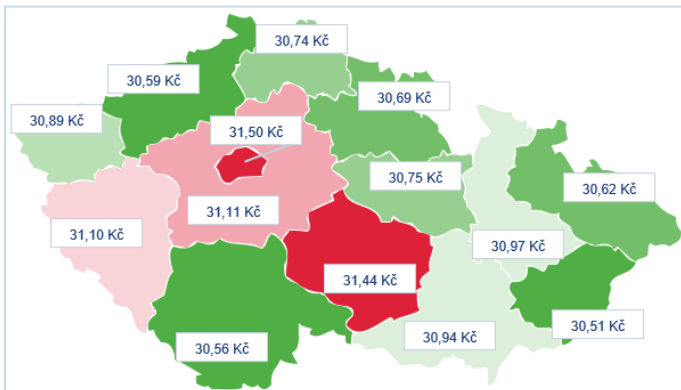 30,74 Kč
30,59 Kč
30,69 Kč
30,89 Kč
31,50 Kč
30,75 Kč
30,62 Kč
31,11 Kč
31,10 Kč
30,97 Kč
31,44 Kč
30,51 Kč
30,94 Kč
30,56 Kč